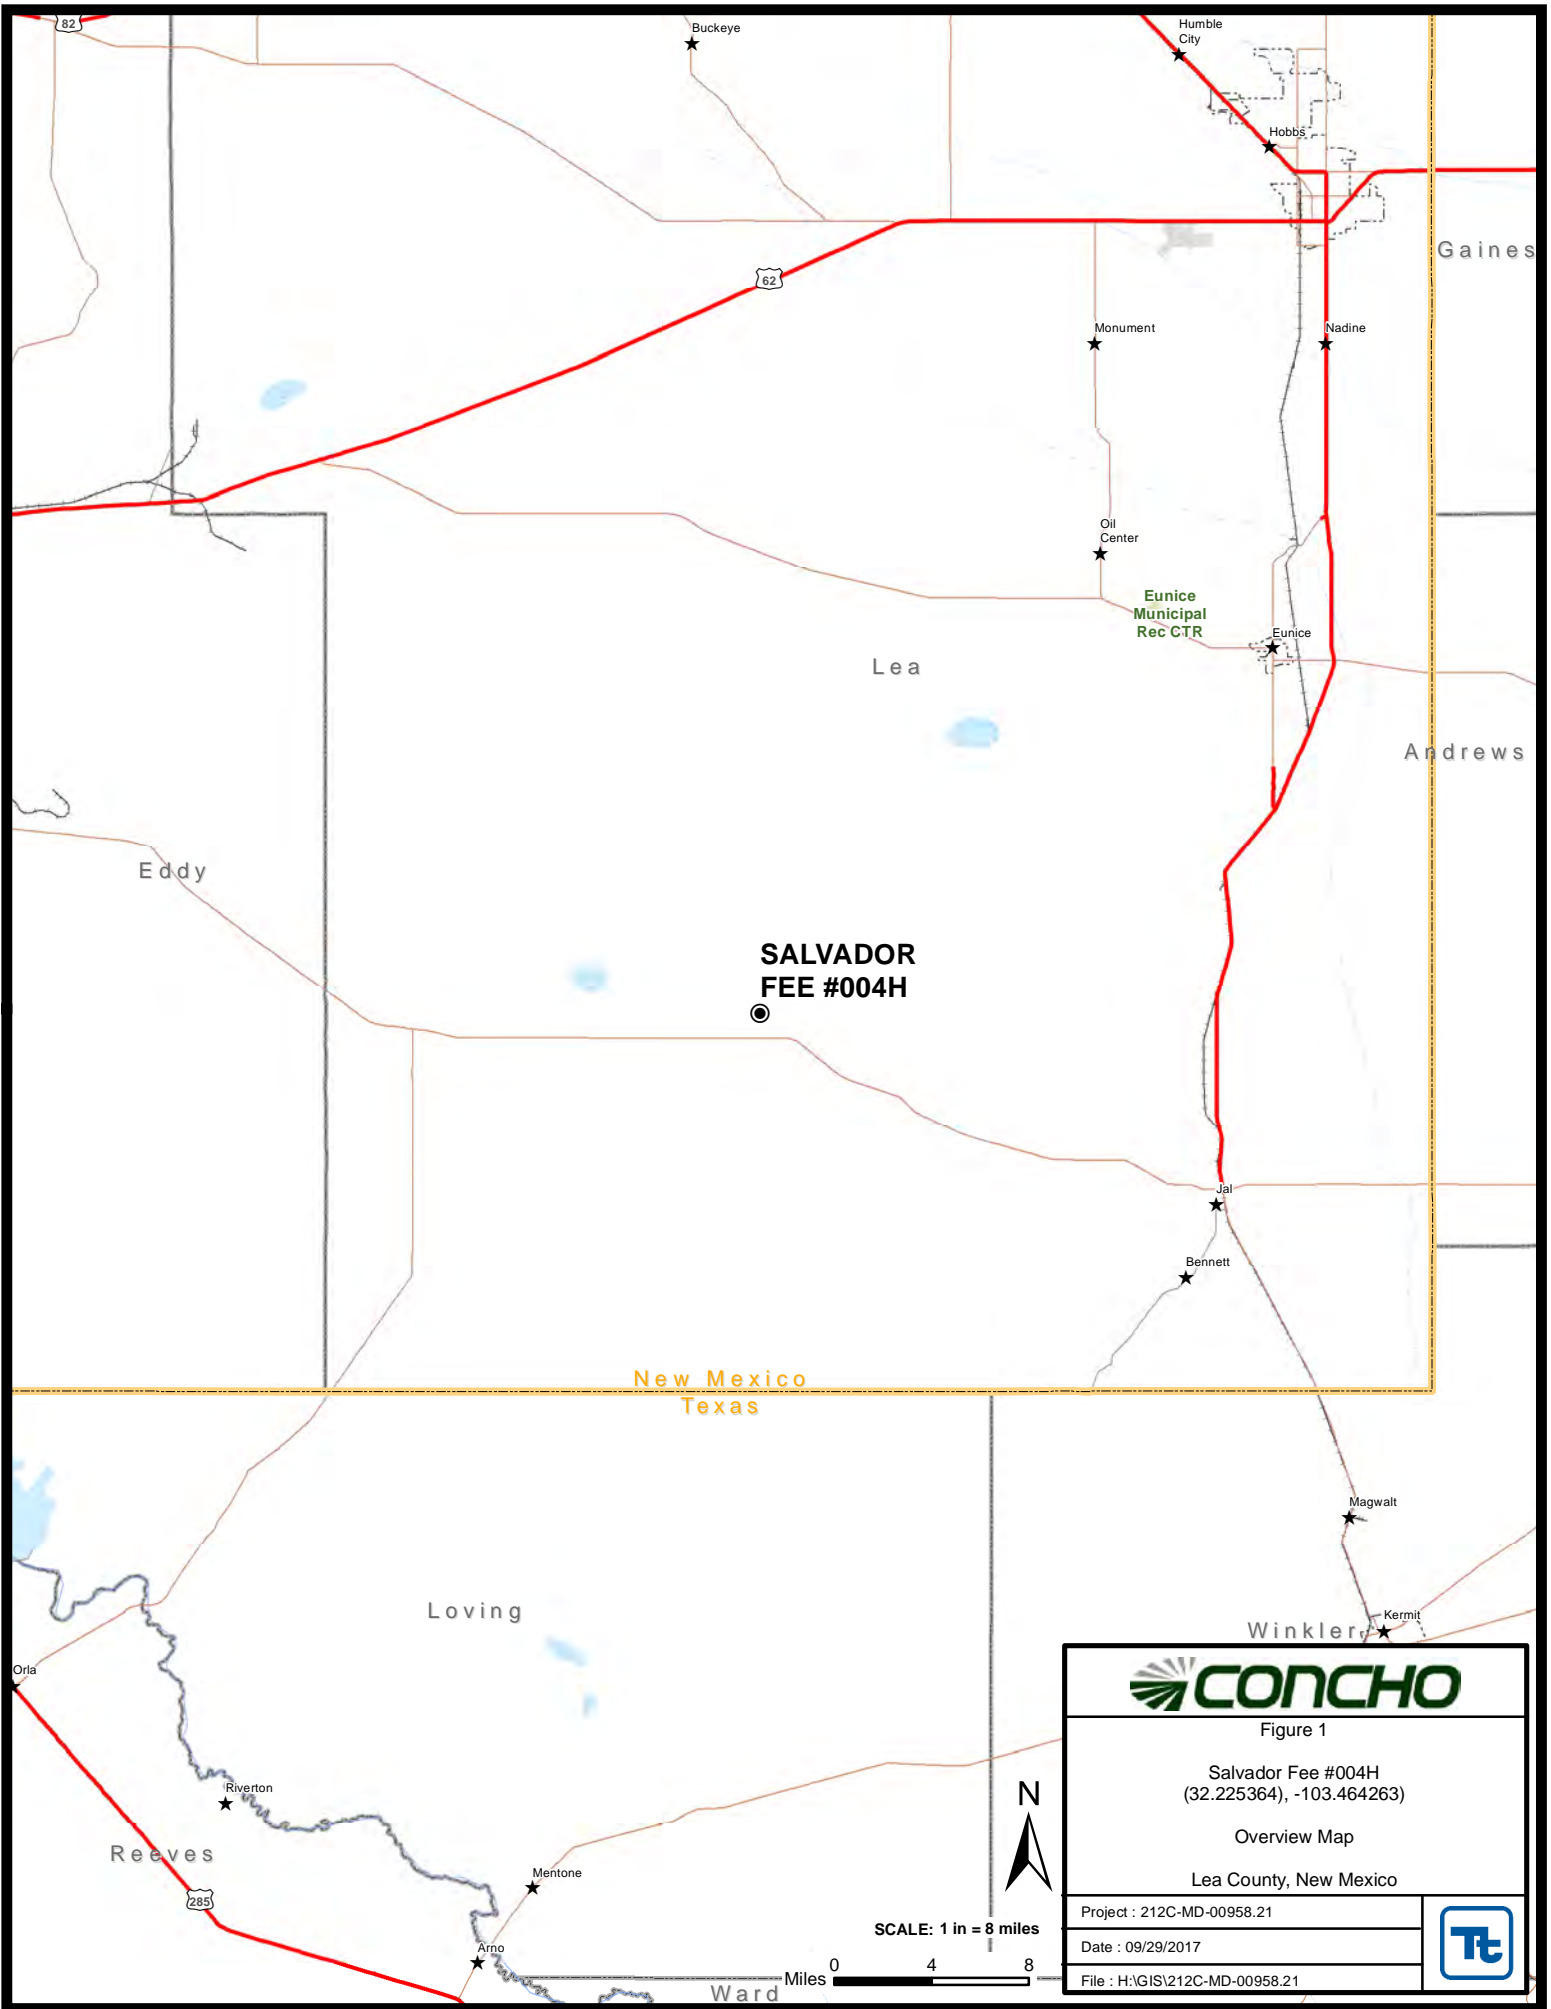 82
Buckeye
Humble
City
Hobbs
Gaines
62
Monument
Nadine
Oil
Center
Eunice
Municipal
Rec CTR
Eunice
Lea
Andrews
Eddy
SALVADOR
FEE #004H
Jal
Bennett
New Mexico
Texas
Magwalt
Loving
Kermit
Winkler
Orla
Riverton
Reeves
285
Mentone
Arno
Ward
N
SCALE: 1 in = 8 miles
0 4 8
Miles
CONCHO
Figure 1
Salvador Fee #004H
(32.225364), -103.464263)
Overview Map
Lea County, New Mexico
Project : 212C-MD-00958.21
Date : 09/29/2017
File : H:\GIS\212C-MD-00958.21
Tt